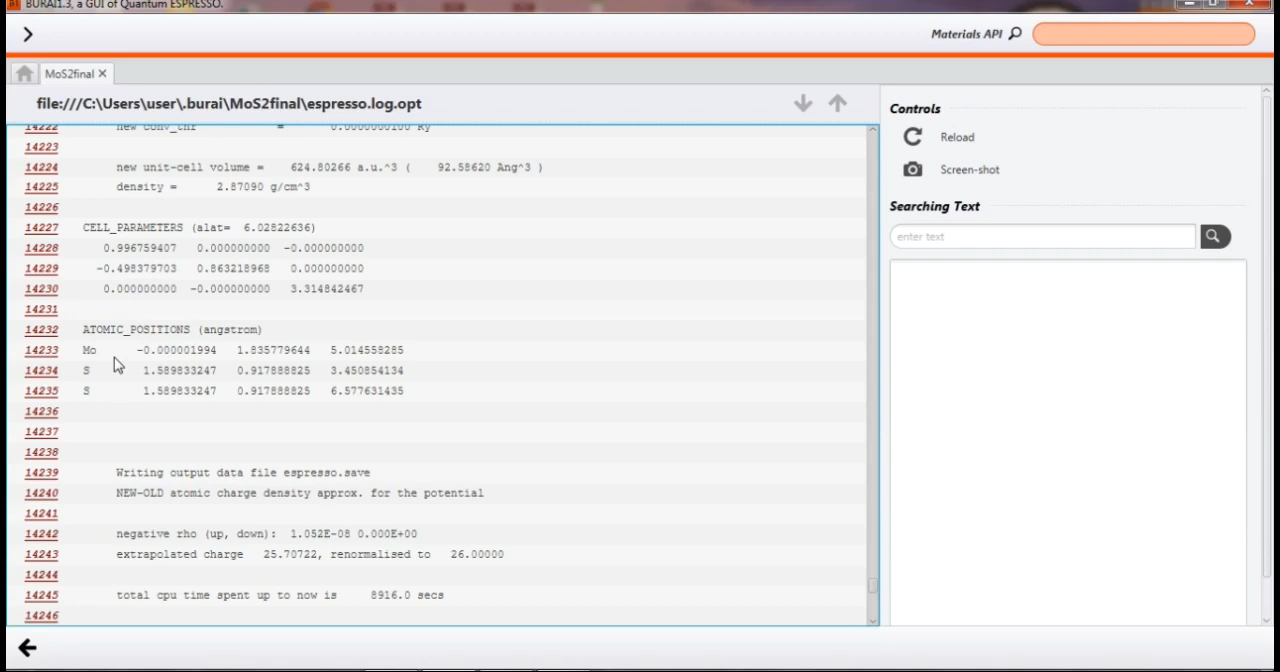 BURAI1.3, a GUI of Quantum ESPRESSO.
Materials API
MoS2final
file:///C:\Users\user\.burai\MoS2final\espresso.log.opt
14222 new conv_thr = 0.0000000100 Ry
14223
14224 new unit-cell volume = 624.80266 a.u.^3 ( 92.58620 Ang^3 )
14225 density = 2.87090 g/cm^3
14226
14227 CELL_PARAMETERS (alat= 6.02822636)
14228 0.996759407 0.000000000 -0.000000000
14229 -0.498379703 0.863218968 0.000000000
14230 0.000000000 -0.000000000 3.314842467
14231
14232 ATOMIC_POSITIONS (angstrom)
14233 Mo -0.000001994 1.835779644 5.014558285
14234 S 1.589833247 0.917888825 3.450854134
14235 S 1.589833247 0.917888825 6.577631435
14236
14237
14238
14239 Writing output data file espresso.save
14240 NEW-OLD atomic charge density approx. for the potential
14241
14242 negative rho (up, down): 1.052E-08 0.000E+00
14243 extrapolated charge 25.70722, renormalised to 26.00000
14244
14245 total cpu time spent up to now is 8916.0 secs
14246
Controls
Reload
Screen-shot
Searching Text
enter text